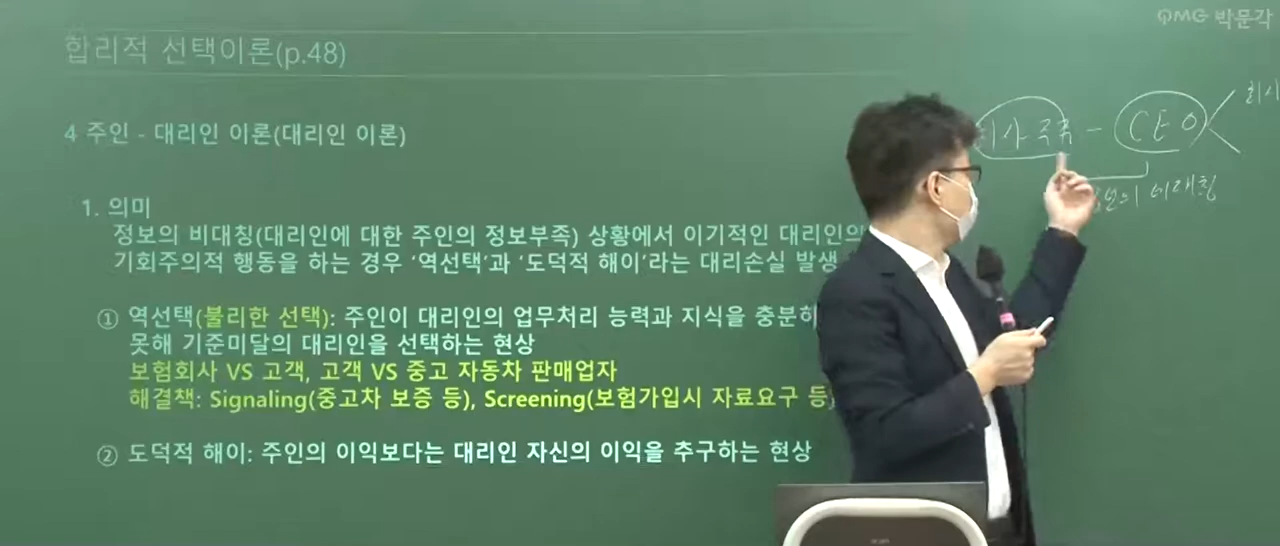 PMG 박문각
합리적 선택이론(p.48)
4 주인 - 대리인 이론(대리인 이론)
1. 의미
정보의 비대칭(대리인에 대한 주인의 정보부족) 상황에서 이기적인 대리인의
기회주의적 행동을 하는 경우 ‘역선택’과 ‘도덕적 해이’라는 대리손실 발생
① 역선택(불리한 선택): 주인이 대리인의 업무처리 능력과 지식을 충분히
못해 기준미달의 대리인을 선택하는 현상
보험회사 VS 고객, 고객 VS 중고 자동차 판매업자
해결책: Signaling(중고차 보증 등), Screening(보험가입시 자료요구 등)
② 도덕적 해이: 주인의 이익보다는 대리인 자신의 이익을 추구하는 현상
- CEO 회사
비대칭